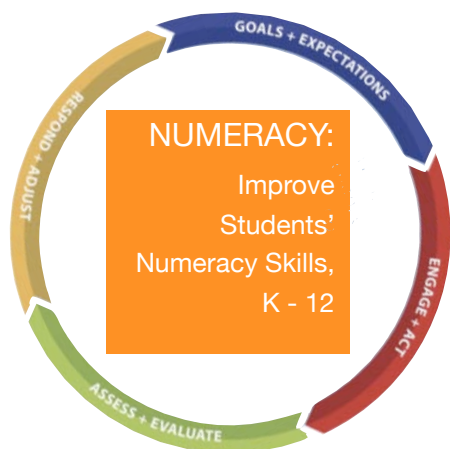 GOALS + EXPECTATIONS
ENGAGE + ACT
ASSESS + EVALUATE
RESPOND + ADJUST
NUMERACY:
Improve
Students’
Numeracy Skills,
K - 12